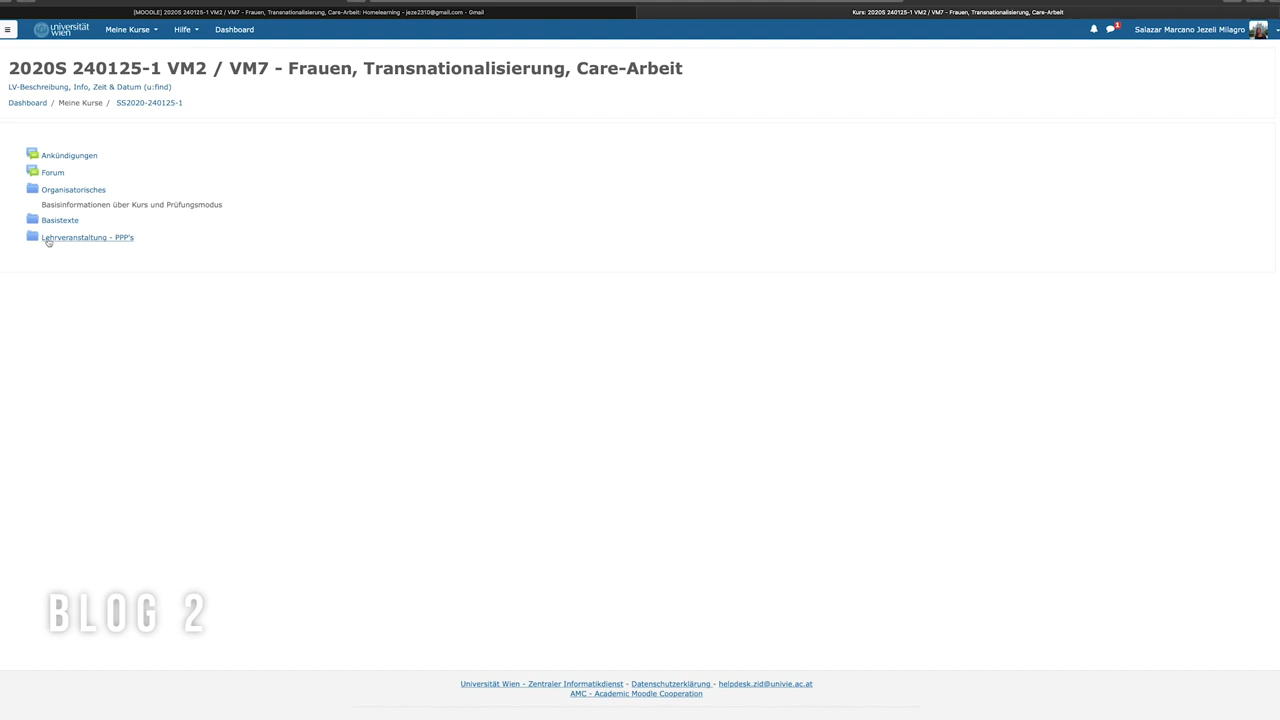 [MOODLE] 2020S 240125-1 VM2 / VM7 - Frauen, Transnationalisierung, Care-Arbeit: Homelearning - jeze2310@gmail.com - Gmail
Kurs: 2020S 240125-1 VM2 / VM7 - Frauen, Transnationalisierung, Care-Arbeit
universität wien
Meine Kurse
Hilfe
Dashboard
1
Salazar Marcano Jezeli Milagro
2020S 240125-1 VM2 / VM7 - Frauen, Transnationalisierung, Care-Arbeit
LV-Beschreibung, Info, Zeit & Datum (u:find)
Dashboard / Meine Kurse / SS2020-240125-1
Ankündigungen
Forum
Organisatorisches
Basisinformationen über Kurs und Prüfungsmodus
Basistexte
Lehrveranstaltung - PPP's
BLOG 2
Universität Wien - Zentraler Informatikdienst - Datenschutzerklärung - helpdesk.zid@univie.ac.at
AMC - Academic Moodle Cooperation